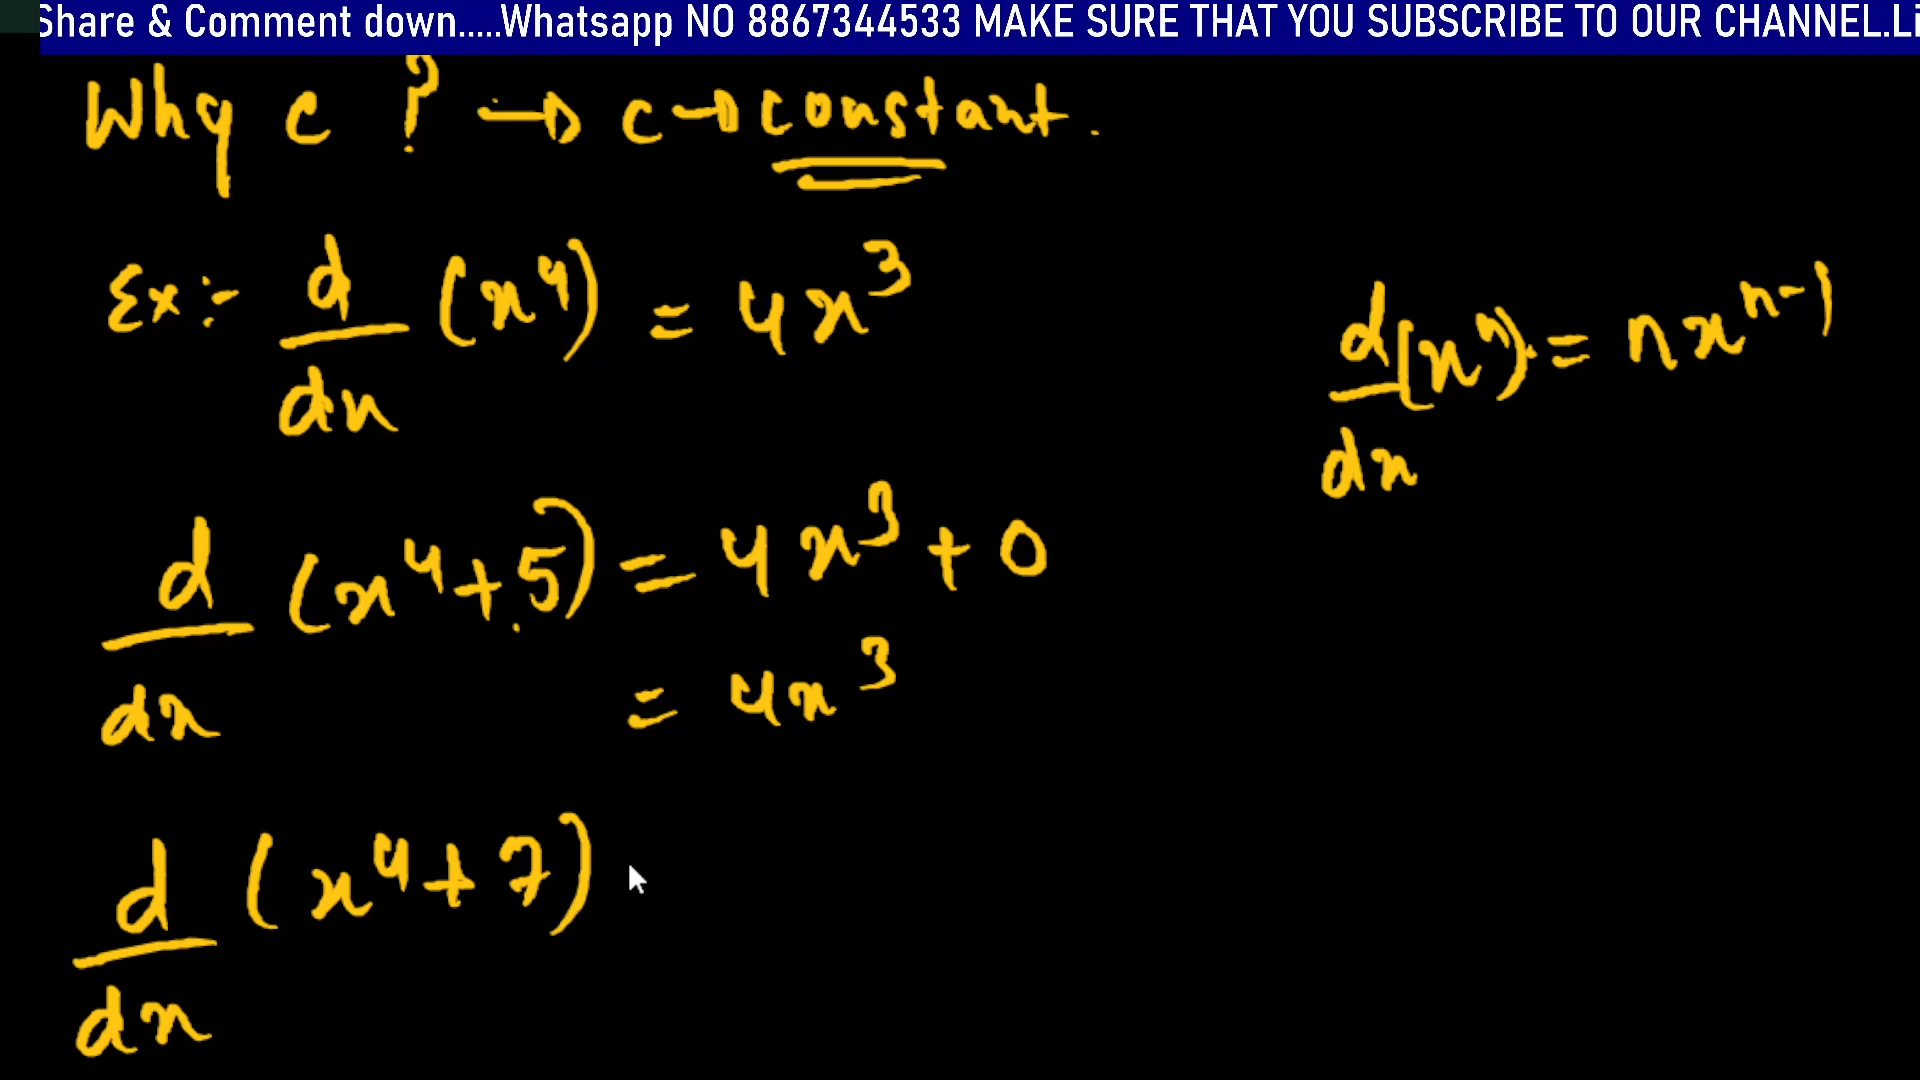 Share & Comment down.....Whatsapp NO 8867344533 MAKE SURE THAT YOU SUBSCRIBE TO OUR CHANNEL.Li
Why c ? → c → constant.
Ex :- d/dx (x⁴) = 4x³
d/dx (xⁿ) = nxⁿ⁻¹
d/dx (x⁴+5) = 4x³ + 0
= 4x³
d/dx (x⁴+7)